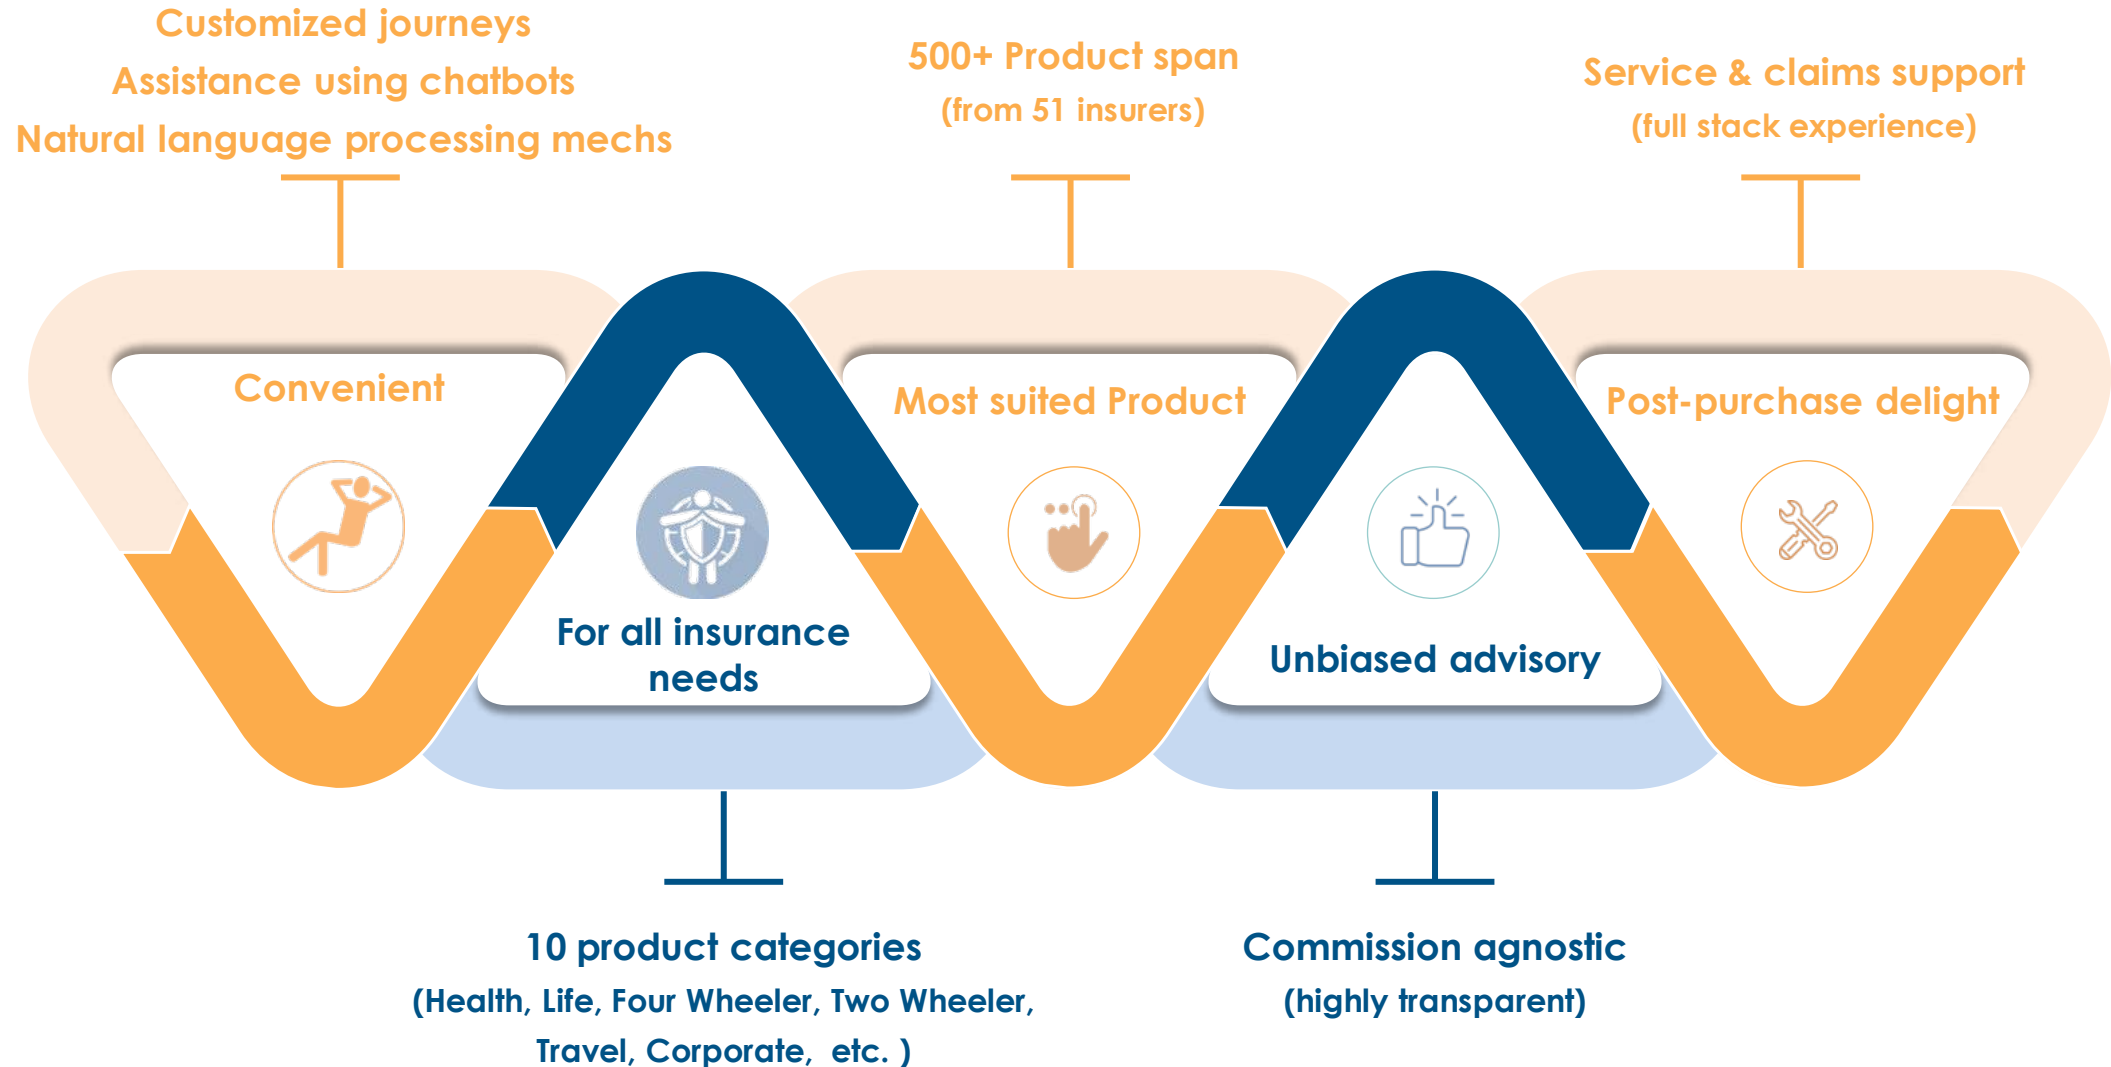 Customized journeys
Assistance using chatbots
Natural language processing mechs
500+ Product span
(from 51 insurers)
Service & claims support
(full stack experience)
Convenient
Most suited Product
Post-purchase delight
For all insurance
needs
Unbiased advisory
10 product categories
(Health, Life, Four Wheeler, Two Wheeler,
Travel, Corporate, etc. )
Commission agnostic
(highly transparent)